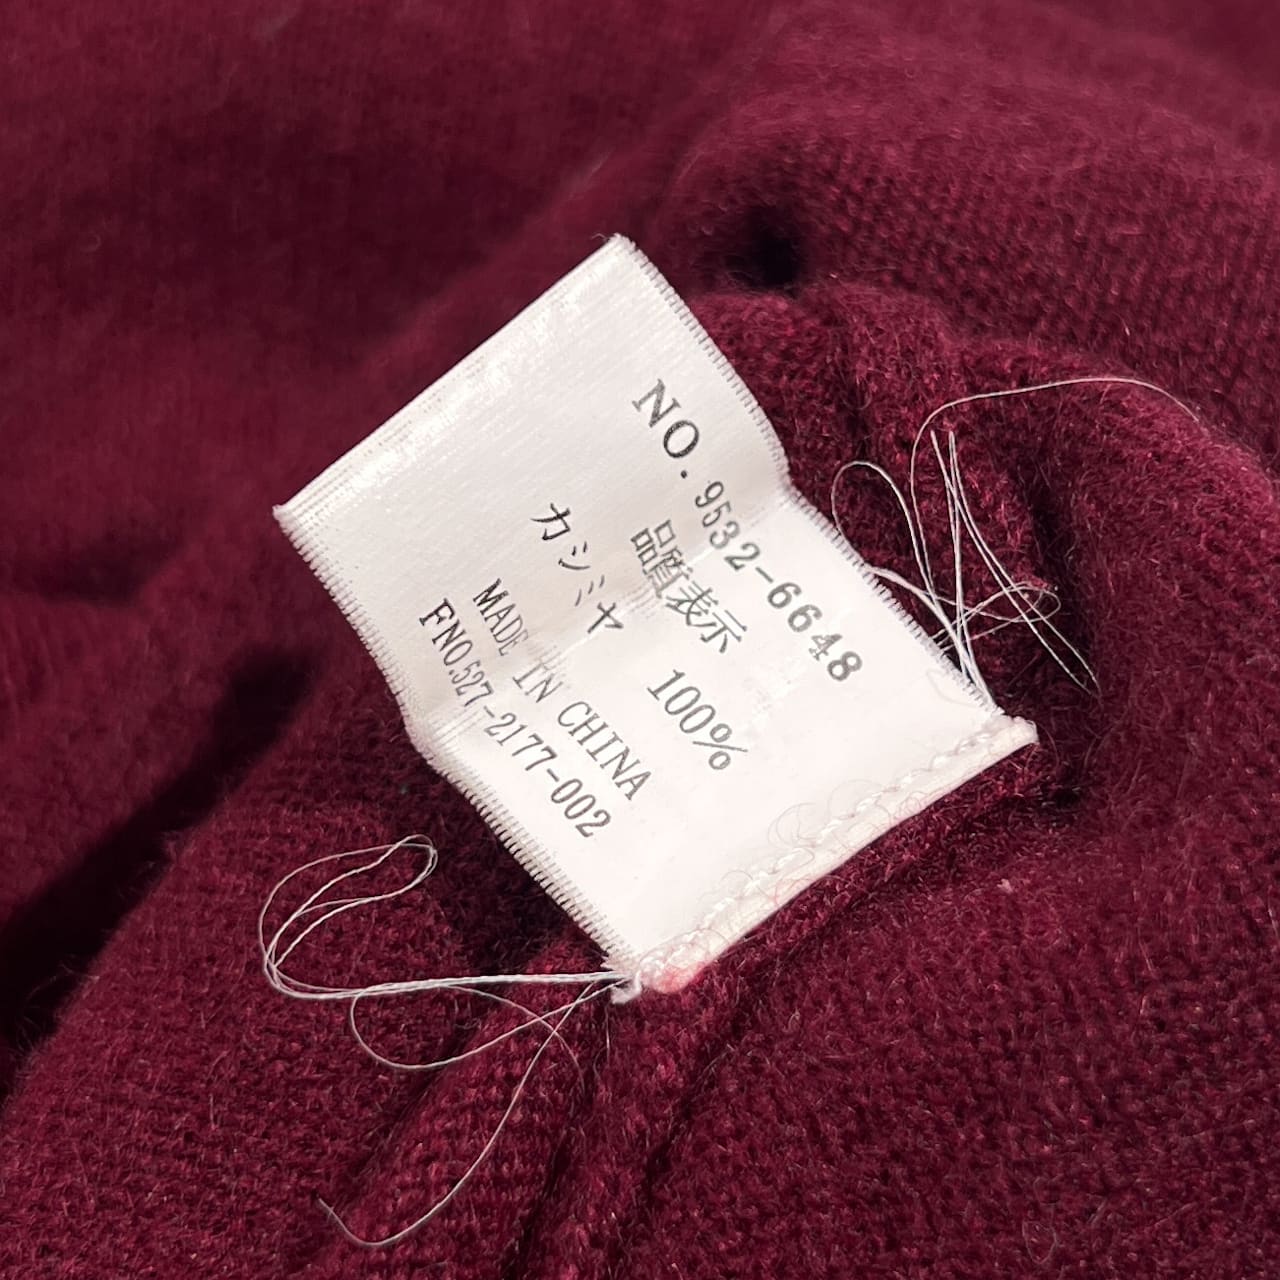 NO. 9532-6648
品質表示
カシミヤ 100%
MADE IN CHINA
FNO.527-2177-002